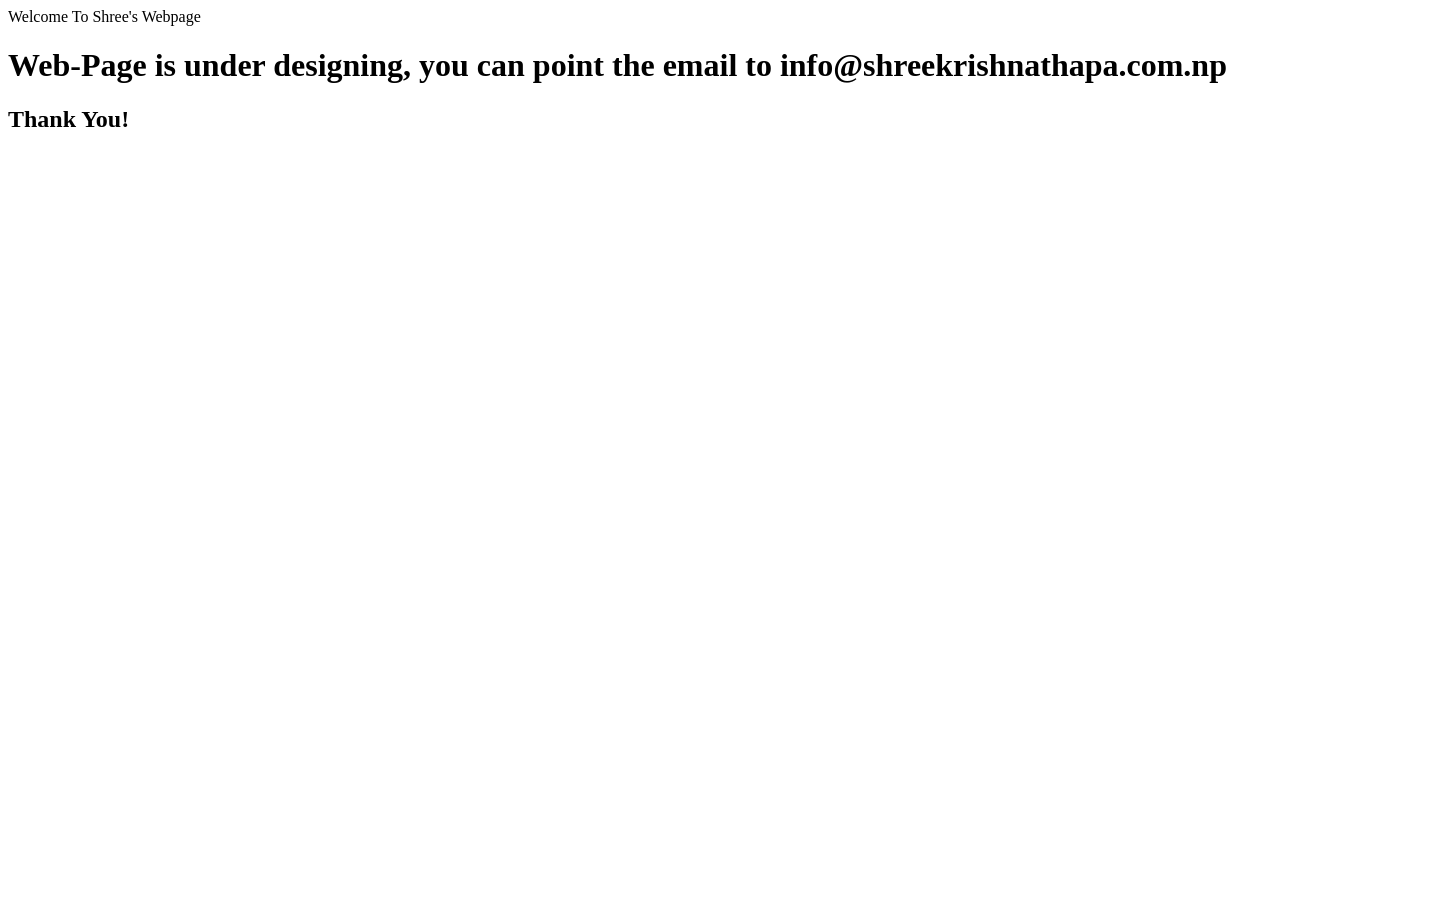 Welcome To Shree's Webpage
Web-Page is under designing, you can point the email to info@shreekrishnathapa.com.np
Thank You!